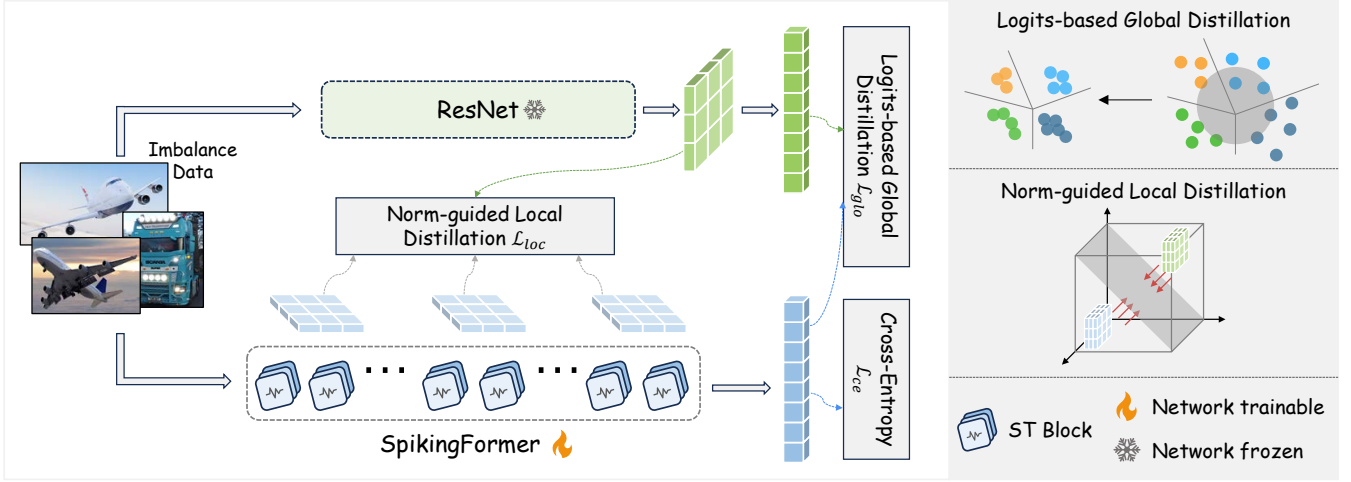 Imbalance
Data
ResNet
Norm-guided Local
Distillation ℒloc
SpikingFormer
Logits-based Global
Distillation ℒglo
Cross-Entropy
ℒce
Logits-based Global Distillation
Norm-guided Local Distillation
ST Block
Network trainable
Network frozen
SCANIA